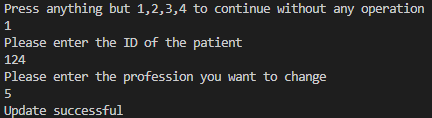 Press anything but 1,2,3,4 to continue without any operation
1
Please enter the ID of the patient
124
Please enter the profession you want to change
5
Update successful